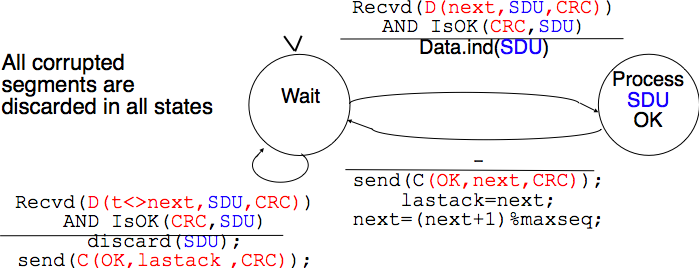 Recvd(D(next,SDU,CRC))
AND IsOK(CRC,SDU)
Data.ind(SDU)
All corrupted
segments are
discarded in all states
Wait
Process
SDU
OK
–
send(C(OK,next,CRC));
lastack=next;
next=(next+1)%maxseq;
Recvd(D(t<>next,SDU,CRC))
AND IsOK(CRC,SDU)
discard(SDU);
send(C(OK,lastack ,CRC));